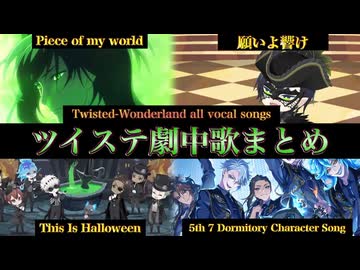 Piece of my world
願いよ響け
Twisted-Wonderland all vocal songs
ツイステ劇中歌まとめ
This Is Halloween
5th 7 Dormitory Character Song